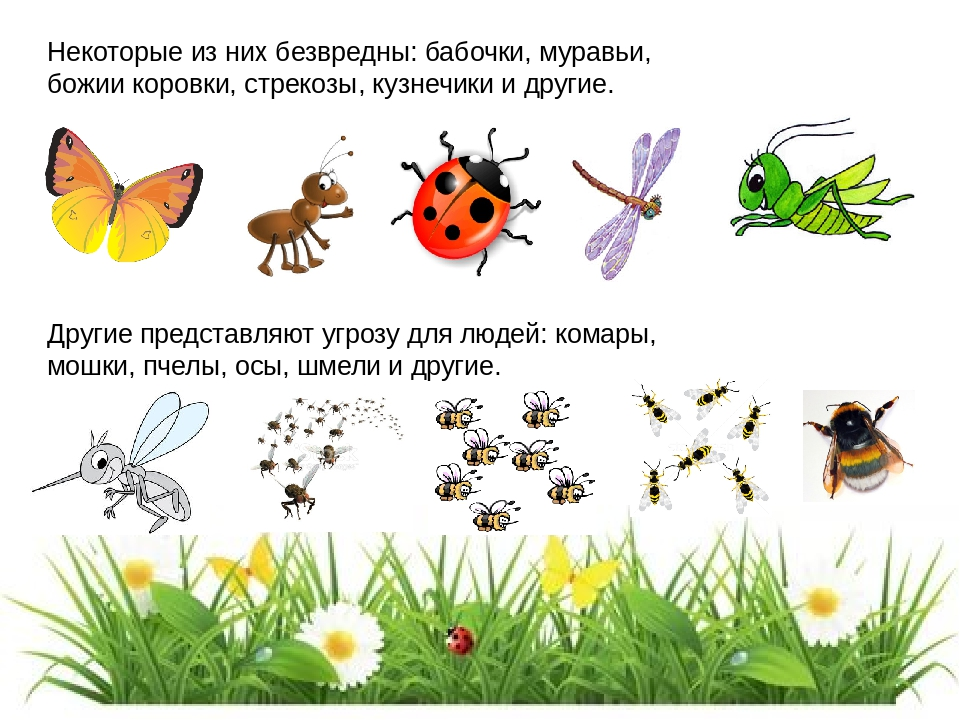 Некоторые из них безвредны: бабочки, муравьи,
божии коровки, стрекозы, кузнечики и другие.
Другие представляют угрозу для людей: комары,
мошки, пчелы, осы, шмели и другие.